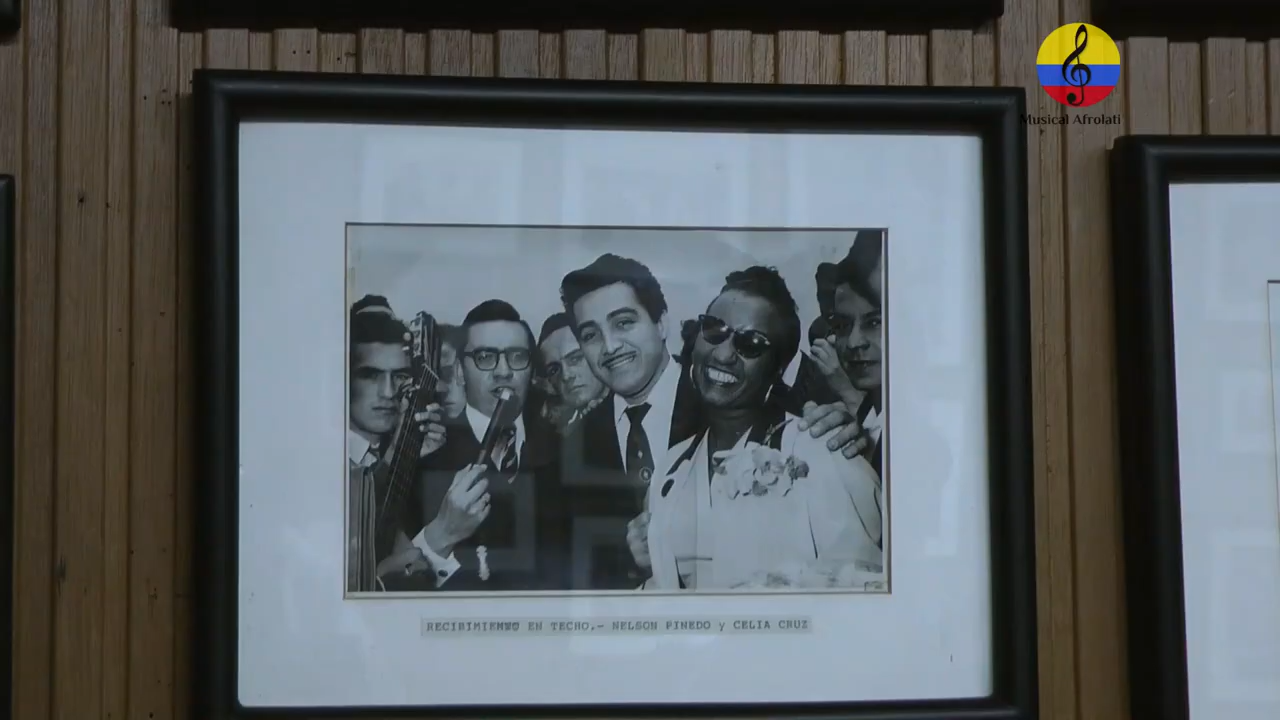 Musical Afrolati
RECIBIMIENTO EN TECHO.- NELSON PINEDO y CELIA CRUZ